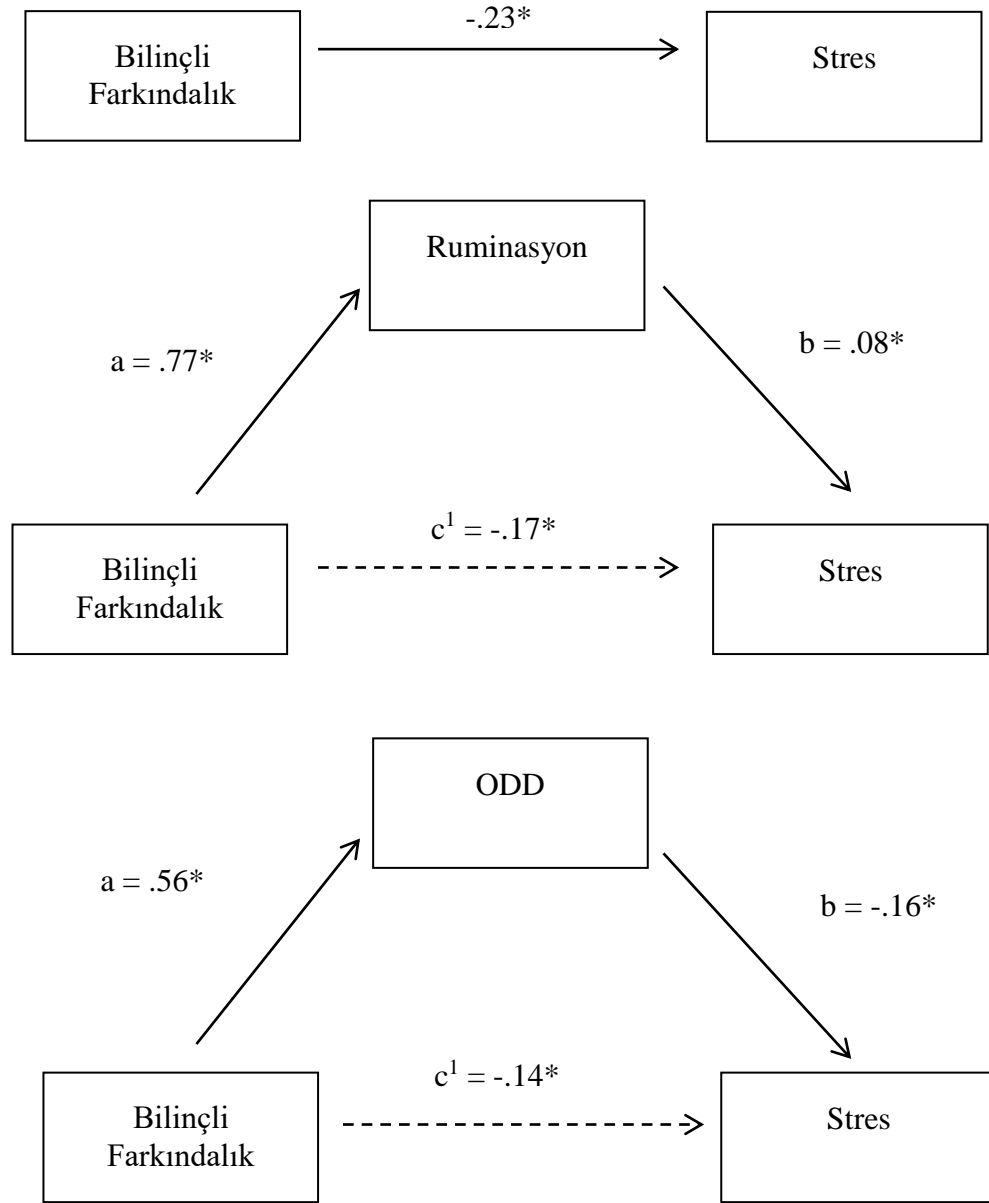 -.23*
Bilinçli
Farkındalık
Stres
Ruminasyon
a = .77*
b = .08*
c¹ = -.17*
Bilinçli
Farkındalık
Stres
ODD
a = .56*
b = -.16*
c¹ = -.14*
Bilinçli
Farkındalık
Stres